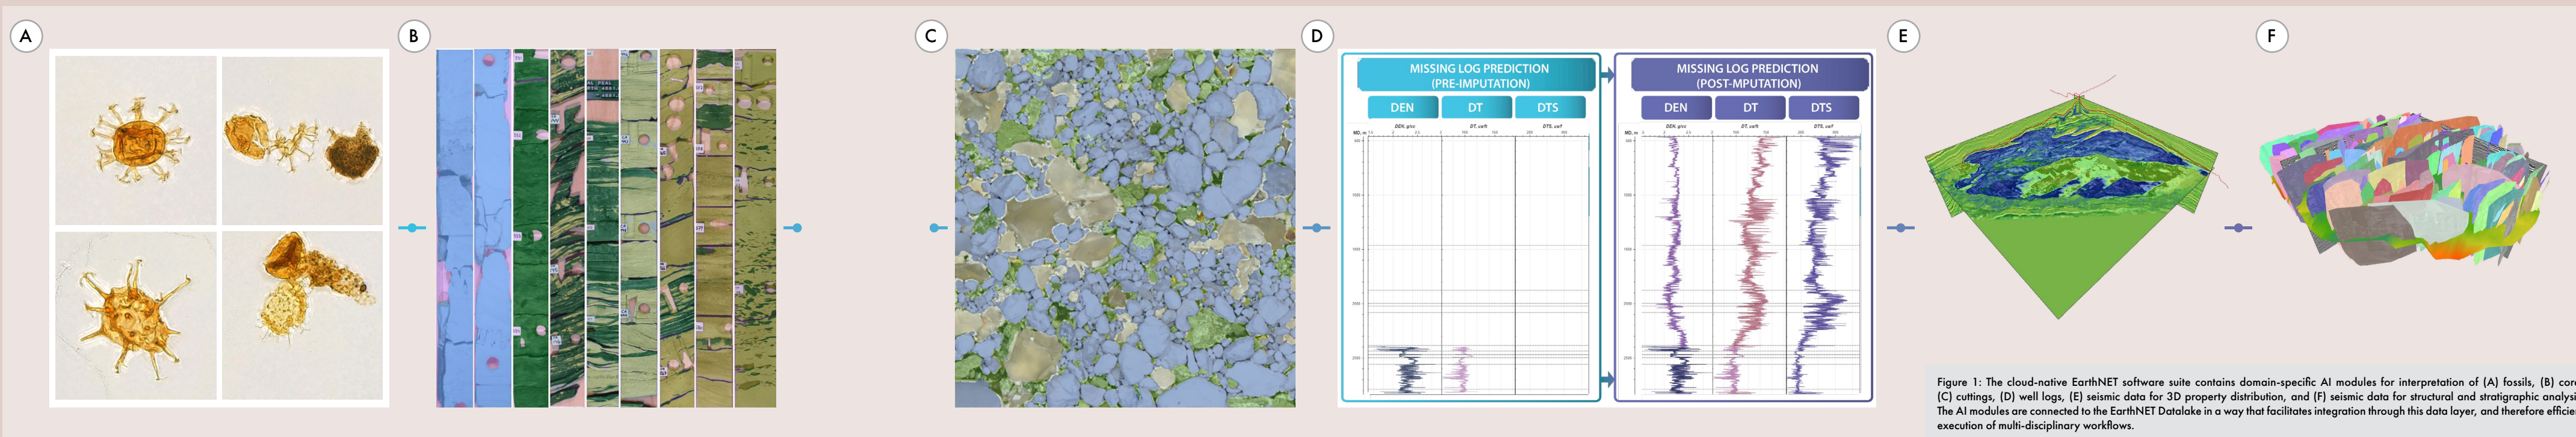 A
B
C
D
E
F
MISSING LOG PREDICTION
(PRE-IMPUTATION)
DEN
DT
DTS
MISSING LOG PREDICTION
(POST-MPUTATION)
DEN
DT
DTS
Figure 1: The cloud-native EarthNET software suite contains domain-specific AI modules for interpretation of (A) fossils, (B) core
(C) cuttings, (D) well logs, (E) seismic data for 3D property distribution, and (F) seismic data for structural and stratigraphic analysi
The AI modules are connected to the EarthNET Datalake in a way that facilitates integration through this data layer, and therefore efficie
execution of multi-disciplinary workflows.